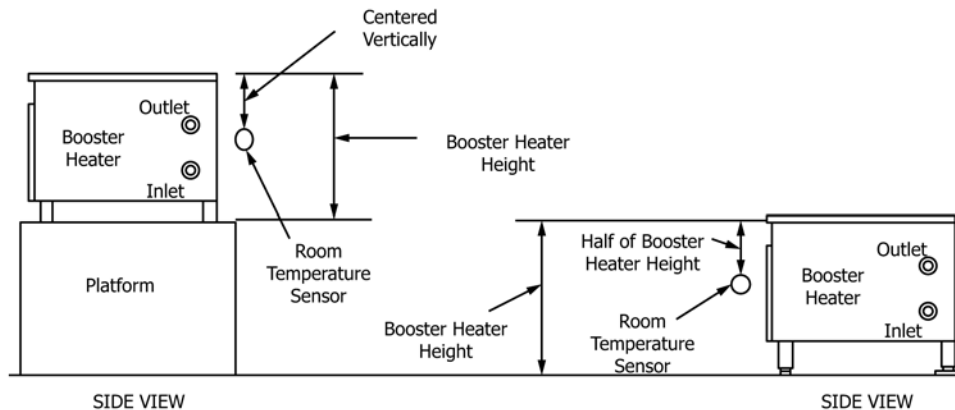 Centered
Vertically
Outlet
Booster
Heater
Inlet
Booster Heater
Height
Room
Temperature
Sensor
Platform
SIDE VIEW
Half of Booster
Heater Height
Outlet
Booster
Heater
Inlet
Room
Temperature
Sensor
Booster Heater
Height
SIDE VIEW